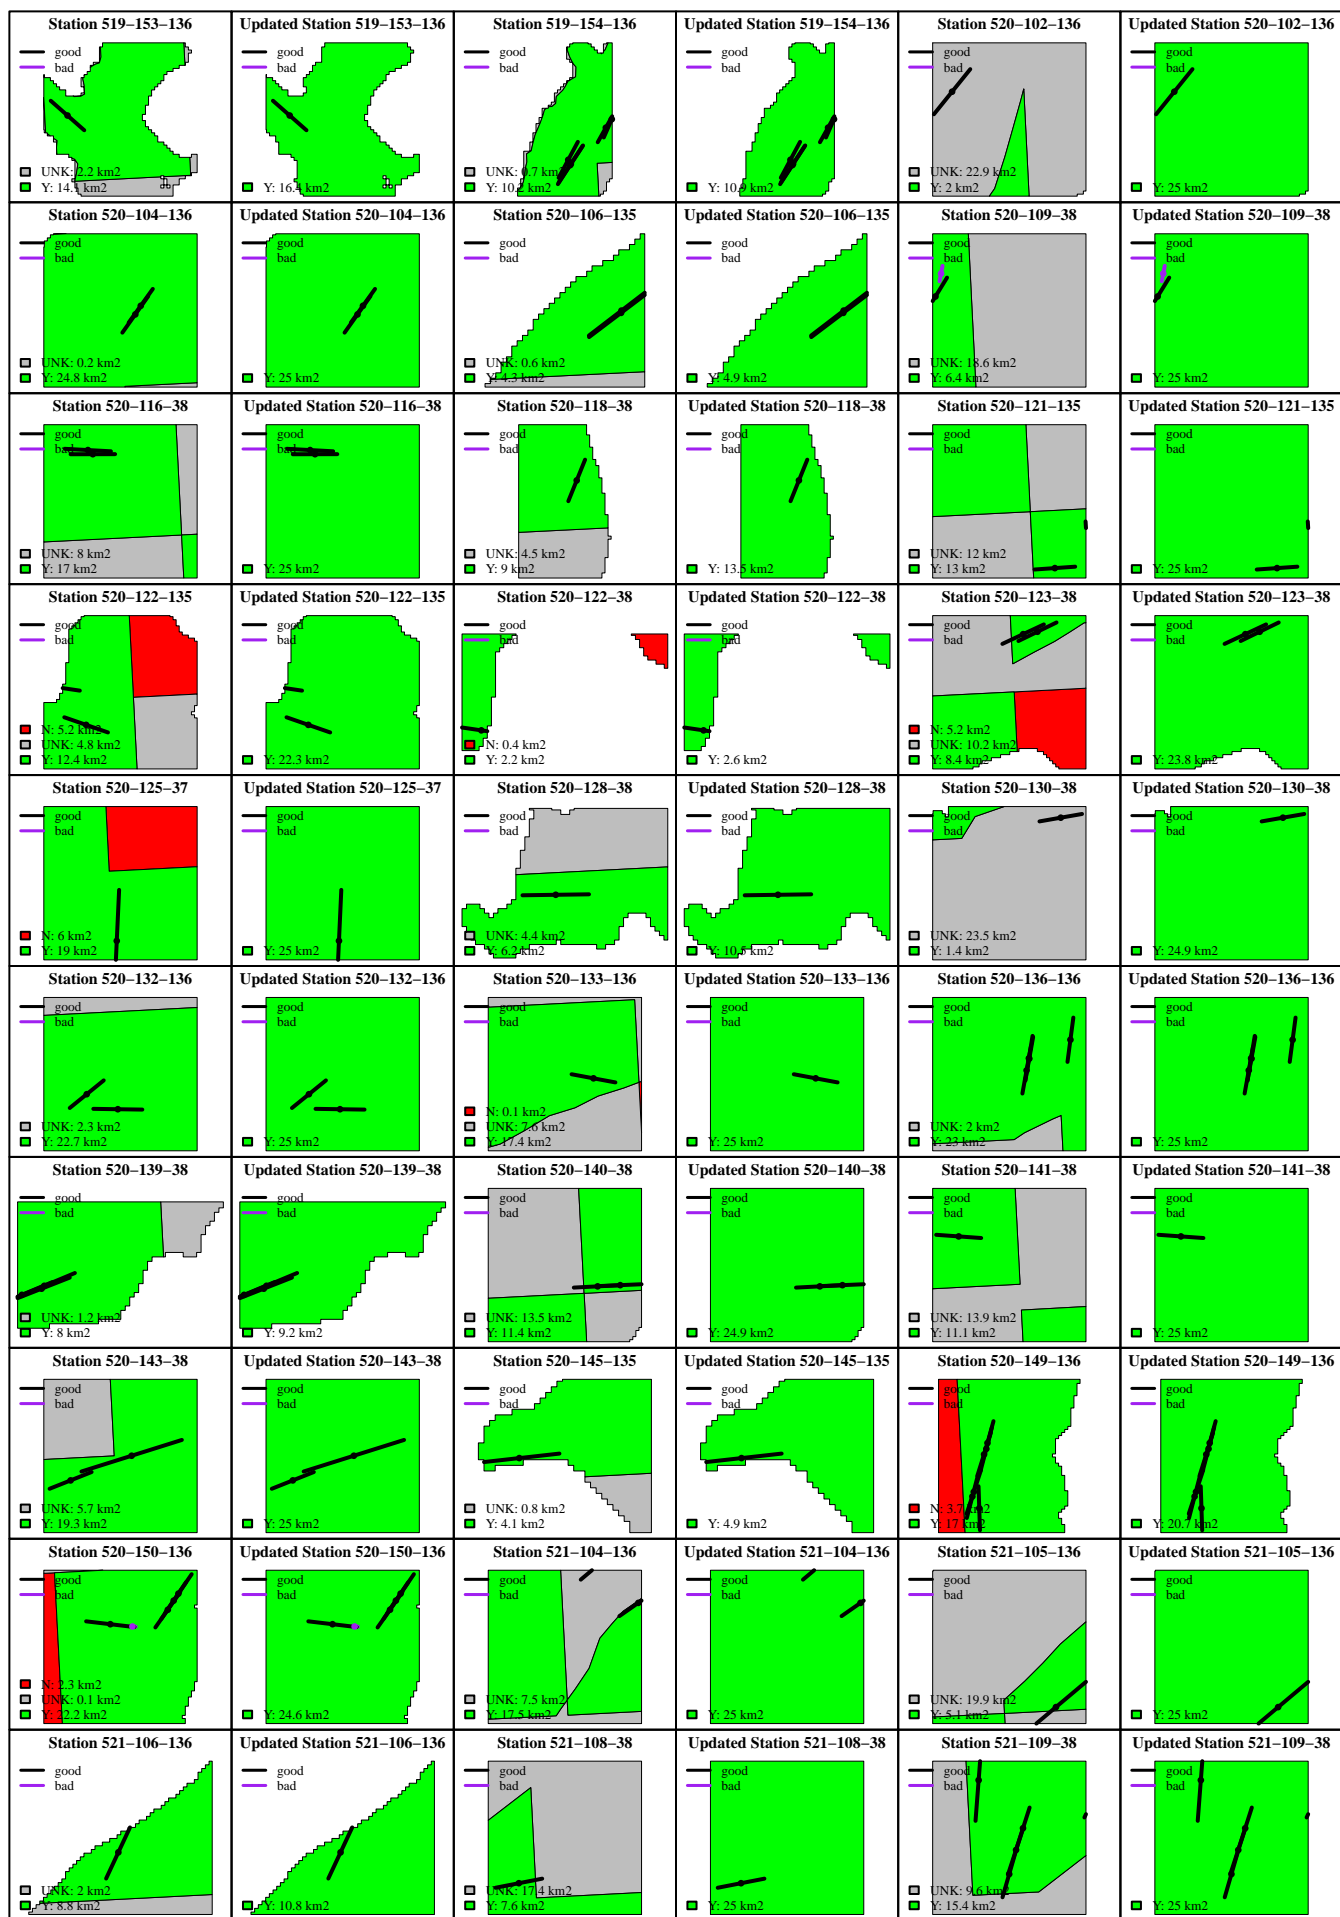 Station 519−153−136
good
bad
UNK: 2.2 km2
Y: 14.1 km2
Updated Station 519−153−136
good
bad
Y: 16.4 km2
Station 519−154−136
good
bad
UNK: 0.7 km2
Y: 10.2 km2
Updated Station 519−154−136
good
bad
Y: 10.9 km2
Station 520−102−136
good
bad
UNK: 22.9 km2
Y: 2 km2
Updated Station 520−102−136
good
bad
Y: 25 km2
Station 520−104−136
good
bad
UNK: 0.2 km2
Y: 24.8 km2
Updated Station 520−104−136
good
bad
Y: 25 km2
Station 520−106−135
good
bad
UNK: 0.6 km2
Y: 4.3 km2
Updated Station 520−106−135
good
bad
Y: 4.9 km2
Station 520−109−38
good
bad
UNK: 18.6 km2
Y: 6.4 km2
Updated Station 520−109−38
good
bad
Y: 25 km2
Station 520−116−38
good
bad
UNK: 8 km2
Y: 17 km2
Updated Station 520−116−38
good
bad
Y: 25 km2
Station 520−118−38
good
bad
UNK: 4.5 km2
Y: 9 km2
Updated Station 520−118−38
good
bad
Y: 13.5 km2
Station 520−121−135
good
bad
UNK: 12 km2
Y: 13 km2
Updated Station 520−121−135
good
bad
Y: 25 km2
Station 520−122−135
good
bad
N: 5.2 km2
UNK: 4.8 km2
Y: 12.4 km2
Updated Station 520−122−135
good
bad
Y: 22.3 km2
Station 520−122−38
good
bad
N: 0.4 km2
Y: 2.2 km2
Updated Station 520−122−38
good
bad
Y: 2.6 km2
Station 520−123−38
good
bad
N: 5.2 km2
UNK: 10.2 km2
Y: 8.4 km2
Updated Station 520−123−38
good
bad
Y: 23.8 km2
Station 520−125−37
good
bad
N: 6 km2
Y: 19 km2
Updated Station 520−125−37
good
bad
Y: 25 km2
Station 520−128−38
good
bad
UNK: 4.4 km2
Y: 6.2 km2
Updated Station 520−128−38
good
bad
Y: 10.5 km2
Station 520−130−38
good
bad
UNK: 23.5 km2
Y: 1.4 km2
Updated Station 520−130−38
good
bad
Y: 24.9 km2
Station 520−132−136
good
bad
UNK: 2.3 km2
Y: 22.7 km2
Updated Station 520−132−136
good
bad
Y: 25 km2
Station 520−133−136
good
bad
N: 0.1 km2
UNK: 7.6 km2
Y: 17.4 km2
Updated Station 520−133−136
good
bad
Y: 25 km2
Station 520−136−136
good
bad
UNK: 2 km2
Y: 23 km2
Updated Station 520−136−136
good
bad
Y: 25 km2
Station 520−139−38
good
bad
UNK: 1.2 km2
Y: 8 km2
Updated Station 520−139−38
good
bad
Y: 9.2 km2
Station 520−140−38
good
bad
UNK: 13.5 km2
Y: 11.4 km2
Updated Station 520−140−38
good
bad
Y: 24.9 km2
Station 520−141−38
good
bad
UNK: 13.9 km2
Y: 11.1 km2
Updated Station 520−141−38
good
bad
Y: 25 km2
Station 520−143−38
good
bad
UNK: 5.7 km2
Y: 19.3 km2
Updated Station 520−143−38
good
bad
Y: 25 km2
Station 520−145−135
good
bad
UNK: 0.8 km2
Y: 4.1 km2
Updated Station 520−145−135
good
bad
Y: 4.9 km2
Station 520−149−136
good
bad
N: 3.7 km2
Y: 17 km2
Updated Station 520−149−136
good
bad
Y: 20.7 km2
Station 520−150−136
good
bad
N: 2.3 km2
UNK: 0.1 km2
Y: 22.2 km2
Updated Station 520−150−136
good
bad
Y: 24.6 km2
Station 521−104−136
good
bad
UNK: 7.5 km2
Y: 17.5 km2
Updated Station 521−104−136
good
bad
Y: 25 km2
Station 521−105−136
good
bad
UNK: 19.9 km2
Y: 5.1 km2
Updated Station 521−105−136
good
bad
Y: 25 km2
Station 521−106−136
good
bad
UNK: 2 km2
Y: 8.8 km2
Updated Station 521−106−136
good
bad
Y: 10.8 km2
Station 521−108−38
good
bad
UNK: 17.4 km2
Y: 7.6 km2
Updated Station 521−108−38
good
bad
Y: 25 km2
Station 521−109−38
good
bad
UNK: 9.6 km2
Y: 15.4 km2
Updated Station 521−109−38
good
bad
Y: 25 km2